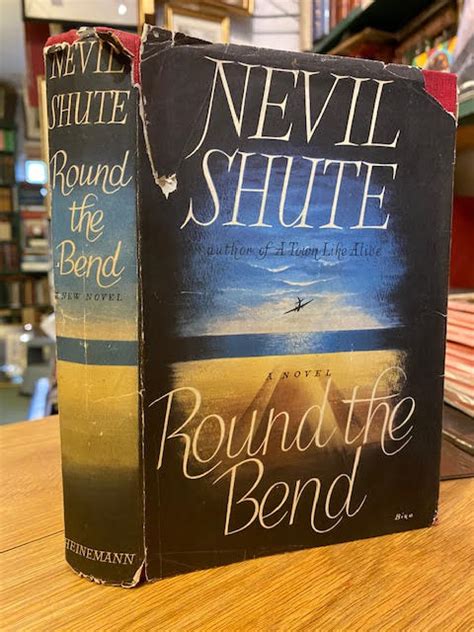 NEVIL
SHUTE
Round
the
Bend
A NEW NOVEL
HEINEMANN
NEVIL
SHUTE
author of A Town Like Alice
A NOVEL
Round the
Bend
Biro